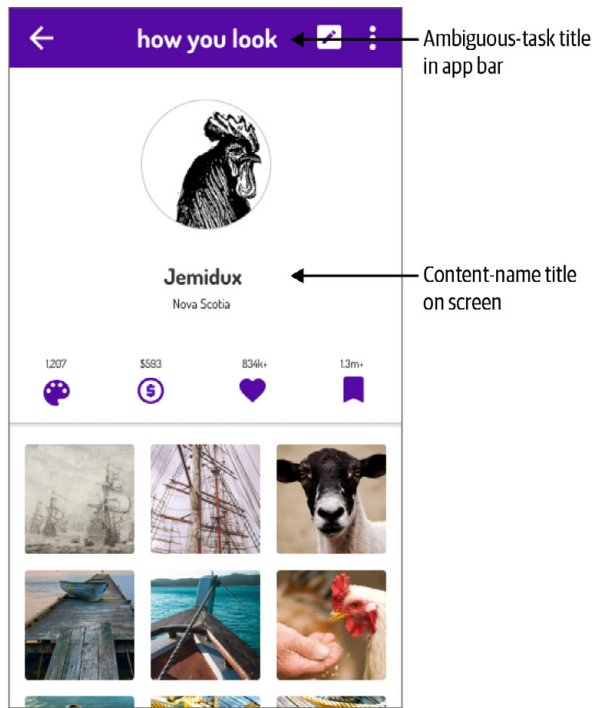 how you look
Ambiguous-task title
in app bar
Jemidux
Nova Scotia
Content-name title
on screen
1,207 $593 834k+ 1.3m+